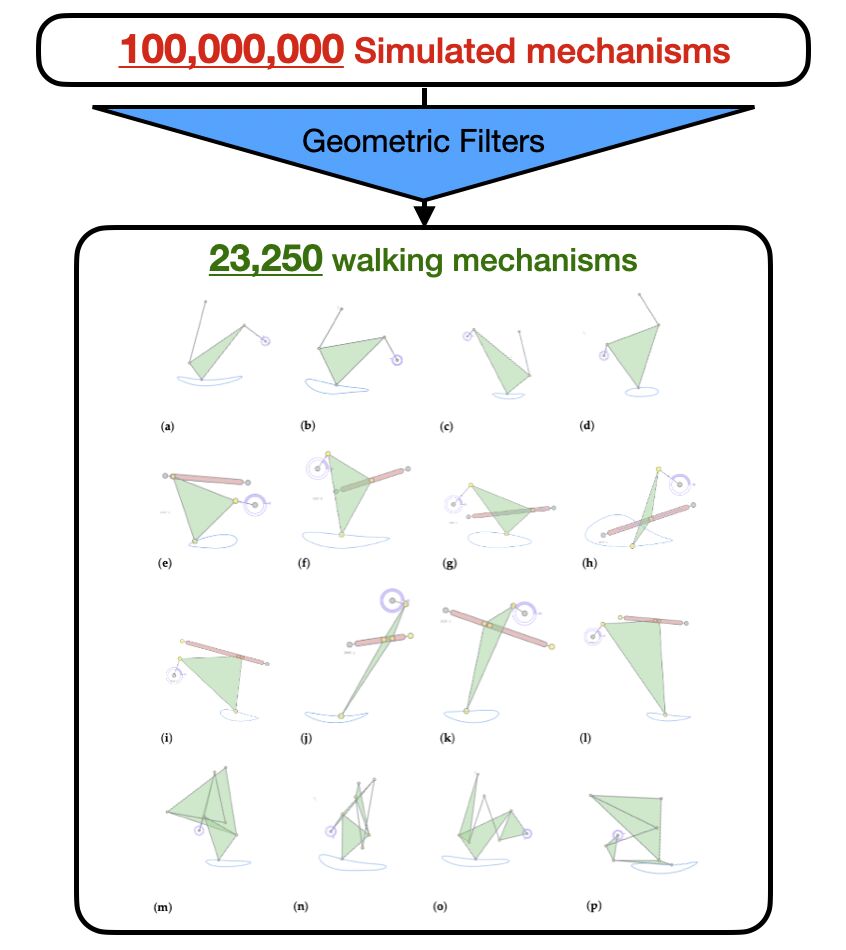 100,000,000 Simulated mechanisms
Geometric Filters
23,250 walking mechanisms
(a) (b) (c) (d)
(e) (f) (g) (h)
(i) (j) (k) (l)
(m) (n) (o) (p)